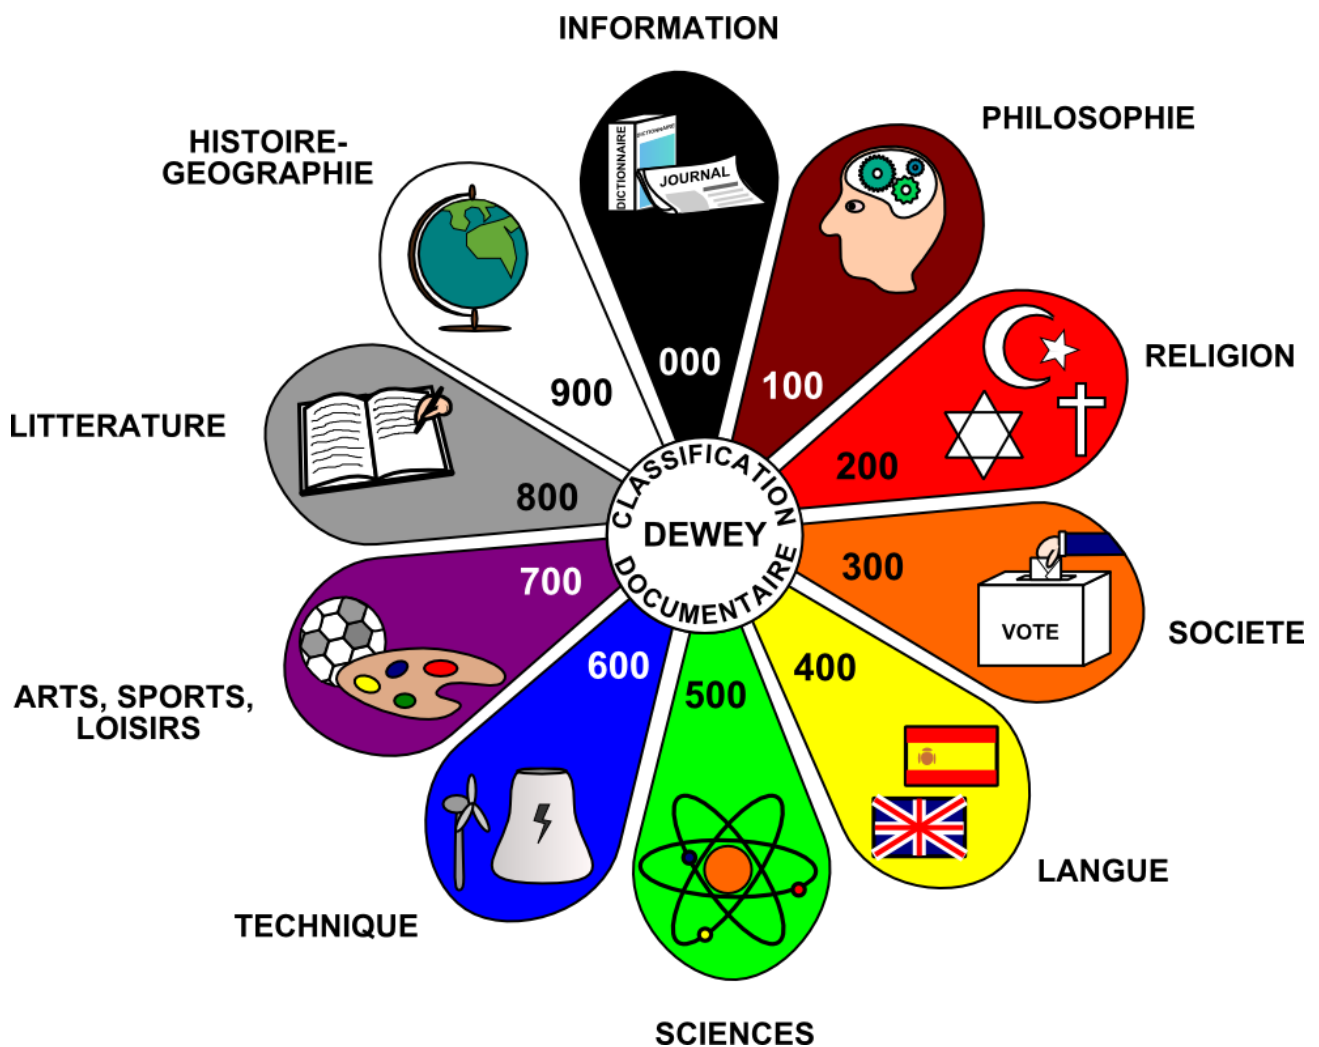 INFORMATION
DICTIONNAIRE
DICTIONNAIRE
JOURNAL
000
PHILOSOPHIE
100
RELIGION
200
SOCIETE
300
VOTE
LANGUE
400
SCIENCES
500
TECHNIQUE
600
ARTS, SPORTS,
LOISIRS
700
LITTERATURE
800
HISTOIRE-
GEOGRAPHIE
900
CLASSIFICATION
DEWEY
DOCUMENTAIRE